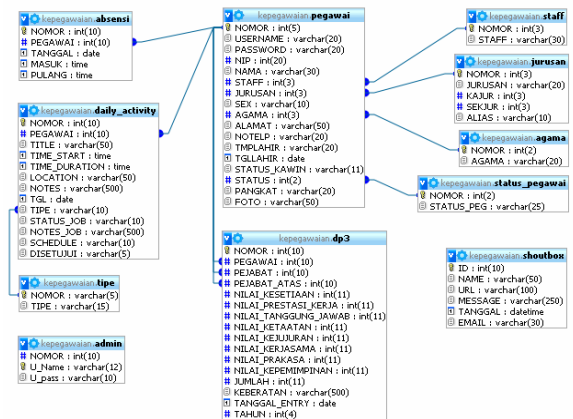 kepegawaian.absensi
NOMOR : int(10)
PEGAWAI : int(10)
TANGGAL : date
MASUK : time
PULANG : time
kepegawaian.daily_activity
NOMOR : int(10)
PEGAWAI : int(10)
TITLE : varchar(50)
TIME_START : time
TIME_DURATION : time
LOCATION : varchar(50)
NOTES : varchar(500)
TGL : date
TIPE : varchar(10)
STATUS_JOB : varchar(10)
NOTES_JOB : varchar(500)
SCHEDULE : varchar(10)
DISETUJUI : varchar(5)
kepegawaian.tipe
NOMOR : varchar(5)
TIPE : varchar(15)
kepegawaian.admin
NOMOR : int(10)
U_Name : varchar(12)
U_pass : varchar(10)
kepegawaian.pegawai
NOMOR : int(5)
USERNAME : varchar(20)
PASSWORD : varchar(20)
NIP : int(20)
NAMA : varchar(30)
STAFF : int(3)
JURUSAN : int(3)
SEX : varchar(10)
AGAMA : int(3)
ALAMAT : varchar(50)
NOTELP : varchar(20)
TMPLAHIR : varchar(20)
TGLLAHIR : date
STATUS_KAWIN : varchar(11)
STATUS : int(2)
PANGKAT : varchar(20)
FOTO : varchar(50)
kepegawaian.dp3
NOMOR : int(10)
PEGAWAI : int(10)
PEJABAT : int(10)
PEJABAT_ATAS : int(10)
NILAI_KESETIAAN : int(11)
NILAI_PRESTASI_KERJA : int(11)
NILAI_TANGGUNG_JAWAB : int(11)
NILAI_KETAATAN : int(11)
NILAI_KEJUJURAN : int(11)
NILAI_KERJASAMA : int(11)
NILAI_PRAKASA : int(11)
NILAI_KEPEMIMPINAN : int(11)
JUMLAH : int(11)
KEBERATAN : varchar(500)
TANGGAL_ENTRY : date
TAHUN : int(4)
kepegawaian.staff
NOMOR : int(3)
STAFF : varchar(30)
kepegawaian.jurusan
NOMOR : int(3)
JURUSAN : varchar(20)
KAJUR : int(3)
SEKJUR : int(3)
ALIAS : varchar(10)
kepegawaian.agama
NOMOR : int(2)
AGAMA : varchar(20)
kepegawaian.status_pegawai
NOMOR : int(2)
STATUS_PEG : varchar(25)
kepegawaian.shoutbox
ID : int(10)
NAME : varchar(50)
URL : varchar(100)
MESSAGE : varchar(250)
TANGGAL : datetime
EMAIL : varchar(30)